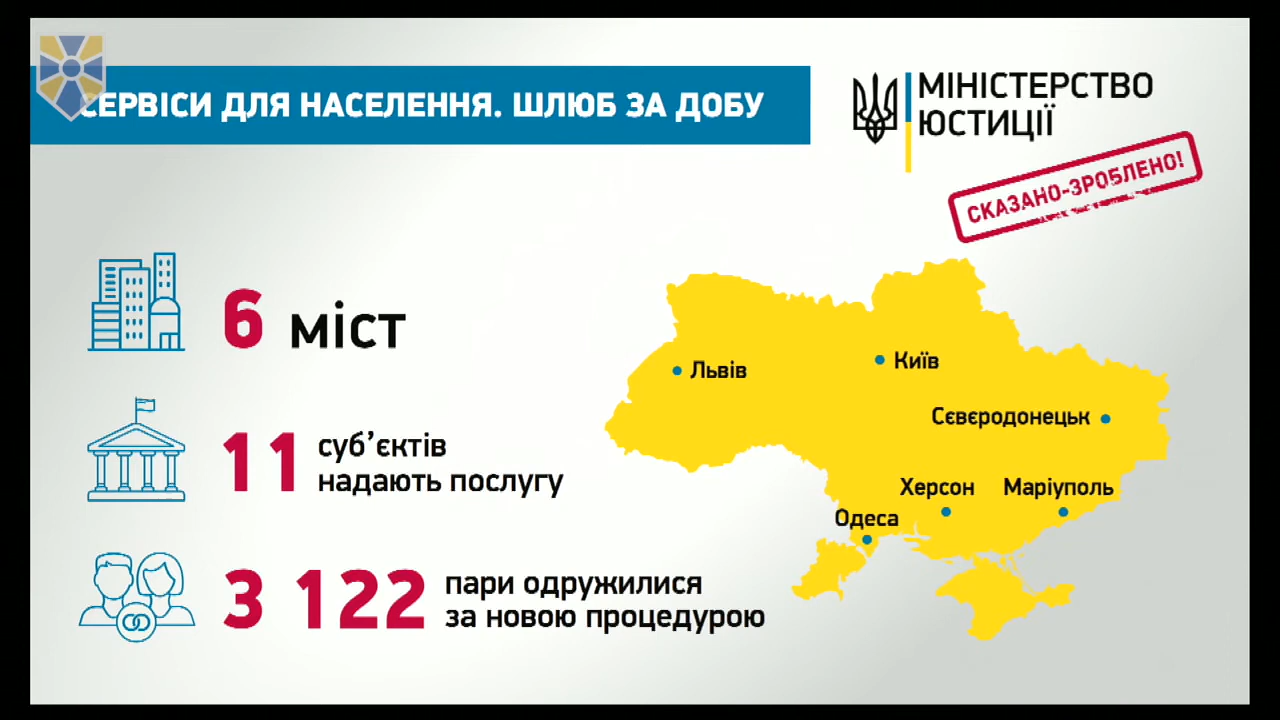 СЕРВІСИ ДЛЯ НАСЕЛЕННЯ. ШЛЮБ ЗА ДОБУ
МІНІСТЕРСТВО
ЮСТИЦІЇ
СКАЗАНО-ЗРОБЛЕНО!
6 міст
11 суб’єктів
надають послугу
3 122 пари одружилися
за новою процедурою
Львів
Київ
Сєвєродонецьк
Херсон
Маріуполь
Одеса